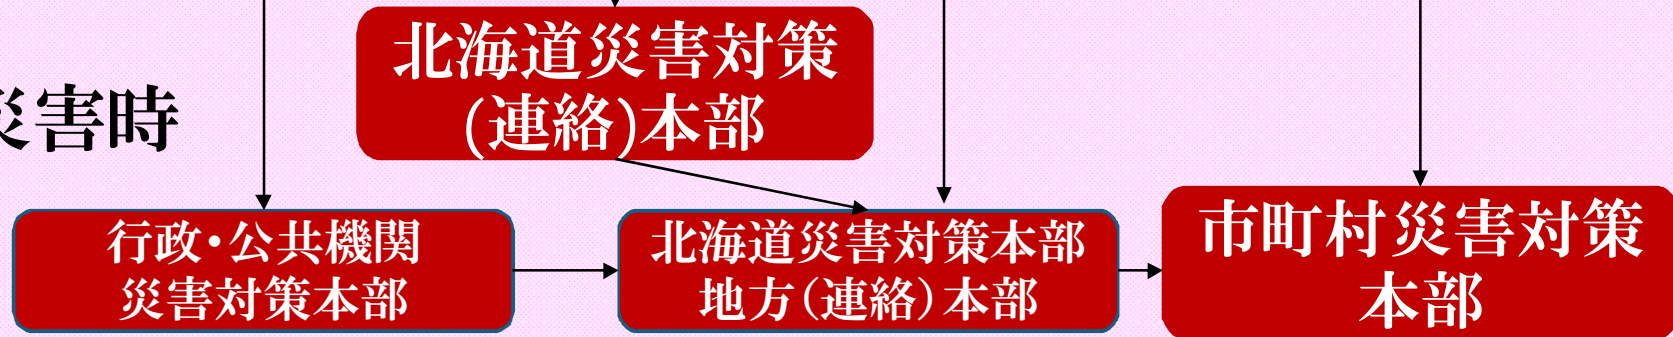 北海道災害対策
(連絡)本部
災害時
行政・公共機関
災害対策本部
北海道災害対策本部
地方(連絡)本部
市町村災害対策
本部